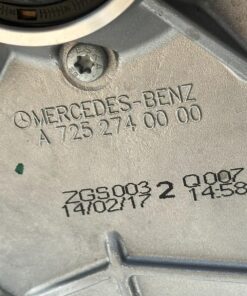 MERCEDES-BENZ
A 725 274 00 00
ZGS003 2 Q007
14/02/17 14:58